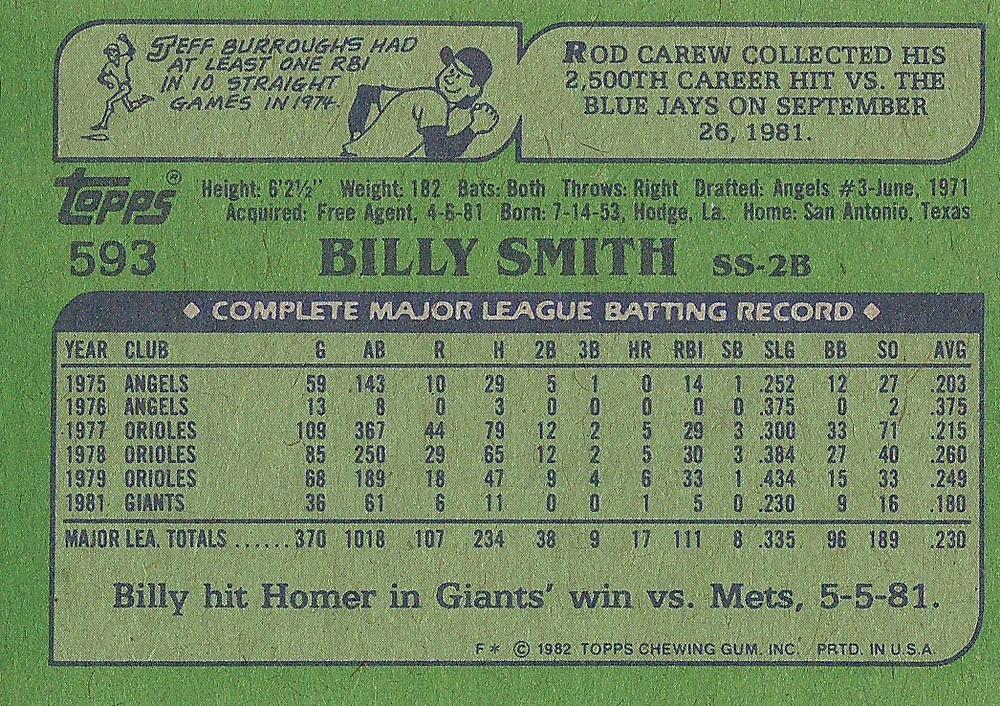 JEFF BURROUGHS HAD
AT LEAST ONE RBI
IN 10 STRAIGHT
GAMES IN 1974.
ROD CAREW COLLECTED HIS
2,500TH CAREER HIT VS. THE
BLUE JAYS ON SEPTEMBER
26, 1981.
Topps®
Height: 6'2½" Weight: 182 Bats: Both Throws: Right Drafted: Angels #3-June, 1971
Acquired: Free Agent, 4-6-81 Born: 7-14-53, Hodge, La. Home: San Antonio, Texas
593 BILLY SMITH SS-2B
◆ COMPLETE MAJOR LEAGUE BATTING RECORD ◆
YEAR CLUB G AB R H 2B 3B HR RBI SB SLG BB SO AVG
1975 ANGELS 59 143 10 29 5 1 0 14 1 .252 12 27 .203
1976 ANGELS 13 8 0 3 0 0 0 0 0 .375 0 2 .375
1977 ORIOLES 109 367 44 79 12 2 5 29 3 .300 33 71 .215
1978 ORIOLES 85 250 29 65 12 2 5 30 3 .384 27 40 .260
1979 ORIOLES 68 189 18 47 9 4 6 33 1 .434 15 33 .249
1981 GIANTS 36 61 6 11 0 0 1 5 0 .230 9 16 .180
MAJOR LEA. TOTALS ......370 1018 107 234 38 9 17 111 8 .335 96 189 .230
Billy hit Homer in Giants' win vs. Mets, 5-5-81.
F* © 1982 TOPPS CHEWING GUM. INC. PRTD. IN U.S.A.